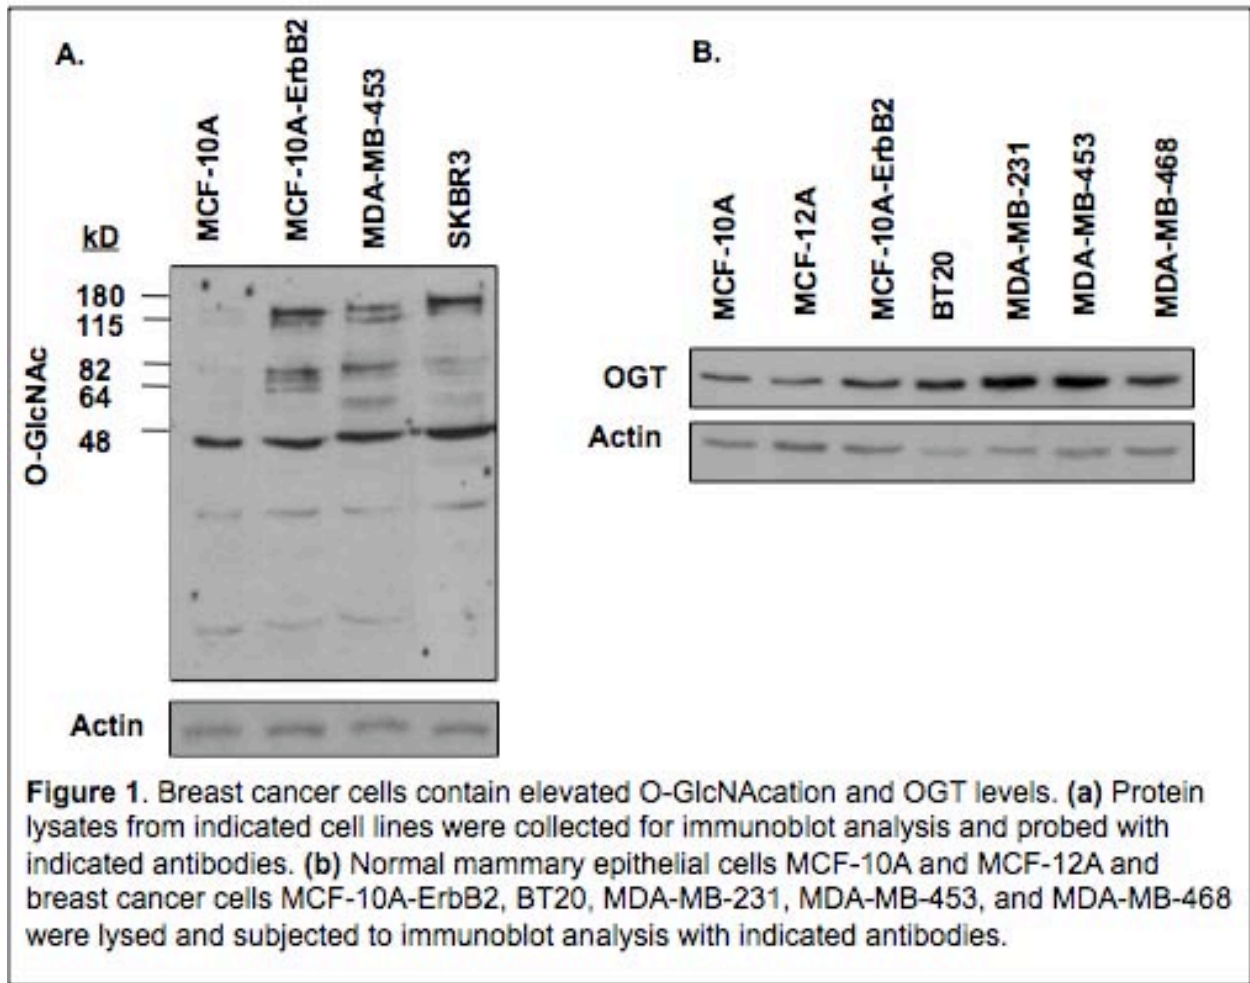 A.
B.
MCF-10A
MCF-10A-ErbB2
MDA-MB-453
SKBR3
kD
180
115
82
64
48
O-GlcNAc
Actin
MCF-10A
MCF-12A
MCF-10A-ErbB2
BT20
MDA-MB-231
MDA-MB-453
MDA-MB-468
OGT
Actin
Figure 1. Breast cancer cells contain elevated O-GlcNAcation and OGT levels. (a) Protein
lysates from indicated cell lines were collected for immunoblot analysis and probed with
indicated antibodies. (b) Normal mammary epithelial cells MCF-10A and MCF-12A and
breast cancer cells MCF-10A-ErbB2, BT20, MDA-MB-231, MDA-MB-453, and MDA-MB-468
were lysed and subjected to immunoblot analysis with indicated antibodies.